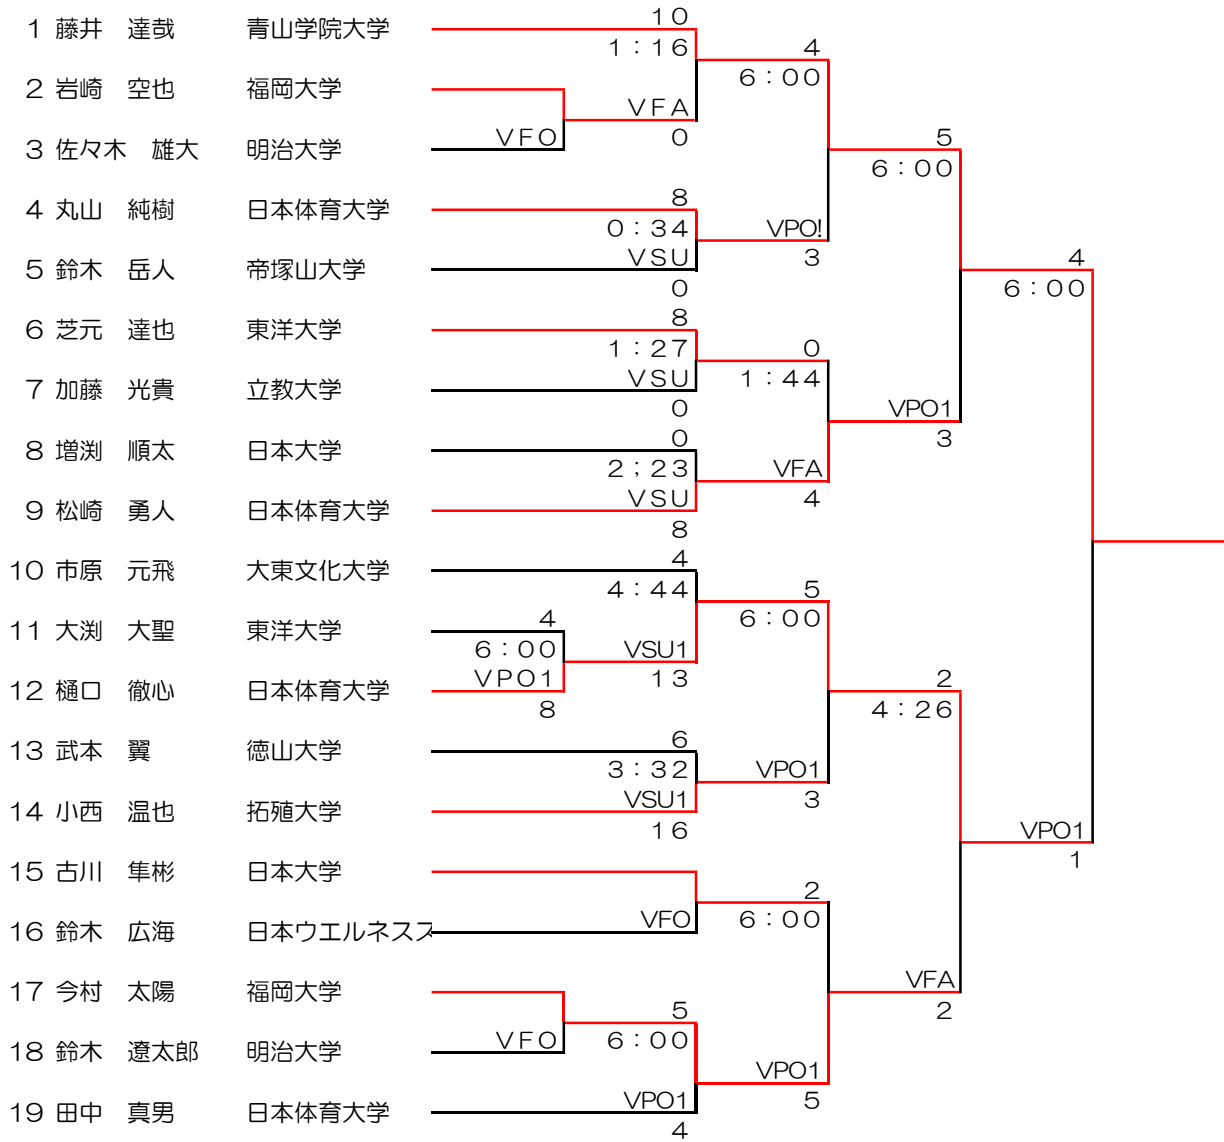 10
1 藤井 達哉 青山学院大学
1:16 4
6:00
2 岩崎 空也 福岡大学
VFA
VFO 0 5
3 佐々木 雄大 明治大学
6:00
8
4 丸山 純樹 日本体育大学
0:34 VPO!
VSU 3 4
5 鈴木 岳人 帝塚山大学
0 6:00
8
6 芝元 達也 東洋大学
1:27 0
VSU 1:44
7 加藤 光貴 立教大学
0 VPO1
0 3
8 増渕 順太 日本大学
2;23 VFA
VSU 4
9 松崎 勇人 日本体育大学
8
4
10 市原 元飛 大東文化大学
4:44 5
4 6:00
11 大渕 大聖 東洋大学
6:00 VSU1
VPO1 13 2
12 樋口 徹心 日本体育大学
8 4:26
6
13 武本 翼 徳山大学
3:32 VPO1
VSU1 3
14 小西 温也 拓殖大学
16 VPO1
1
15 古川 隼彬 日本大学
2
VFO 6:00
16 鈴木 広海 日本ウエルネスス
VFA
17 今村 太陽 福岡大学
5 2
VFO 6:00
18 鈴木 遼太郎 明治大学
VPO1
VPO1 5
19 田中 真男 日本体育大学
4